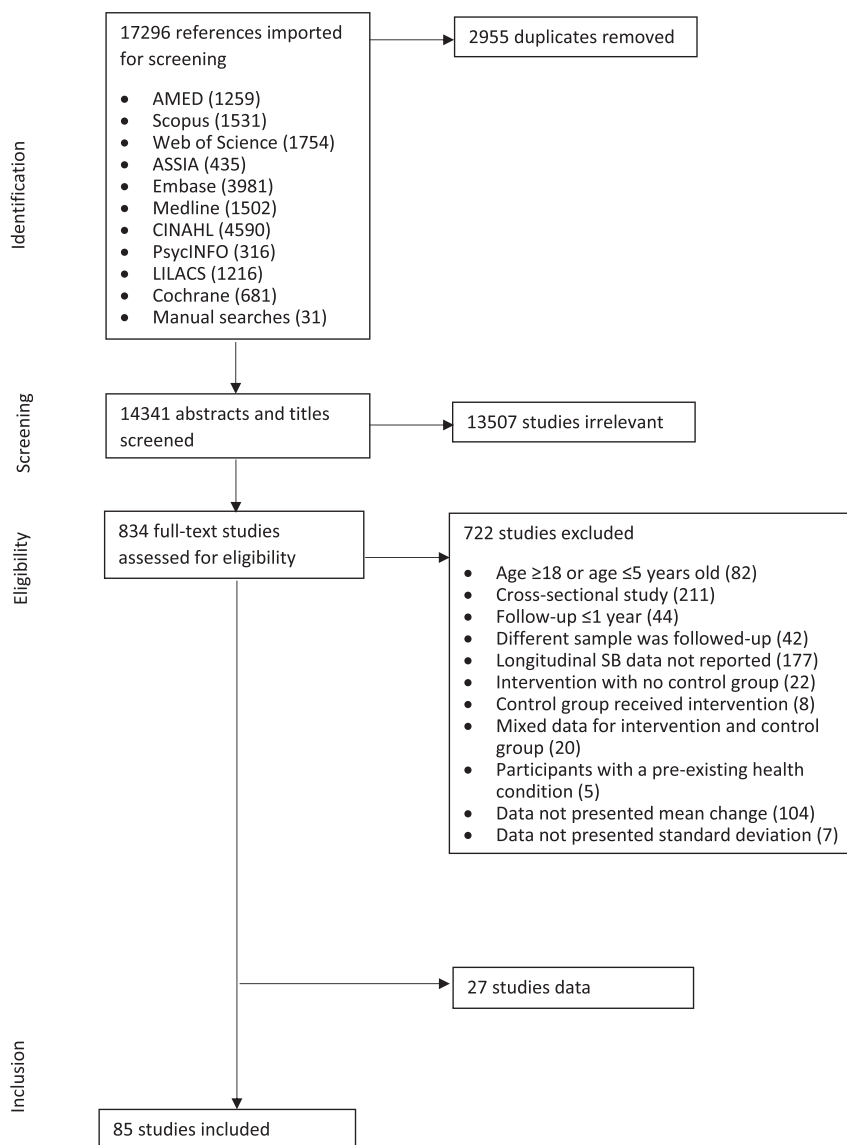 17296 references imported
for screening
• AMED (1259)
• Scopus (1531)
• Web of Science (1754)
• ASSIA (435)
• Embase (3981)
• Medline (1502)
• CINAHL (4590)
• PsycINFO (316)
• LILACS (1216)
• Cochrane (681)
• Manual searches (31)
2955 duplicates removed
Identification
14341 abstracts and titles
screened
13507 studies irrelevant
Screening
834 full-text studies
assessed for eligibility
Eligibility
722 studies excluded
• Age ≥18 or age ≤5 years old (82)
• Cross-sectional study (211)
• Follow-up ≤1 year (44)
• Different sample was followed-up (42)
• Longitudinal SB data not reported (177)
• Intervention with no control group (22)
• Control group received intervention (8)
• Mixed data for intervention and control
group (20)
• Participants with a pre-existing health
condition (5)
• Data not presented mean change (104)
• Data not presented standard deviation (7)
27 studies data
Inclusion
85 studies included